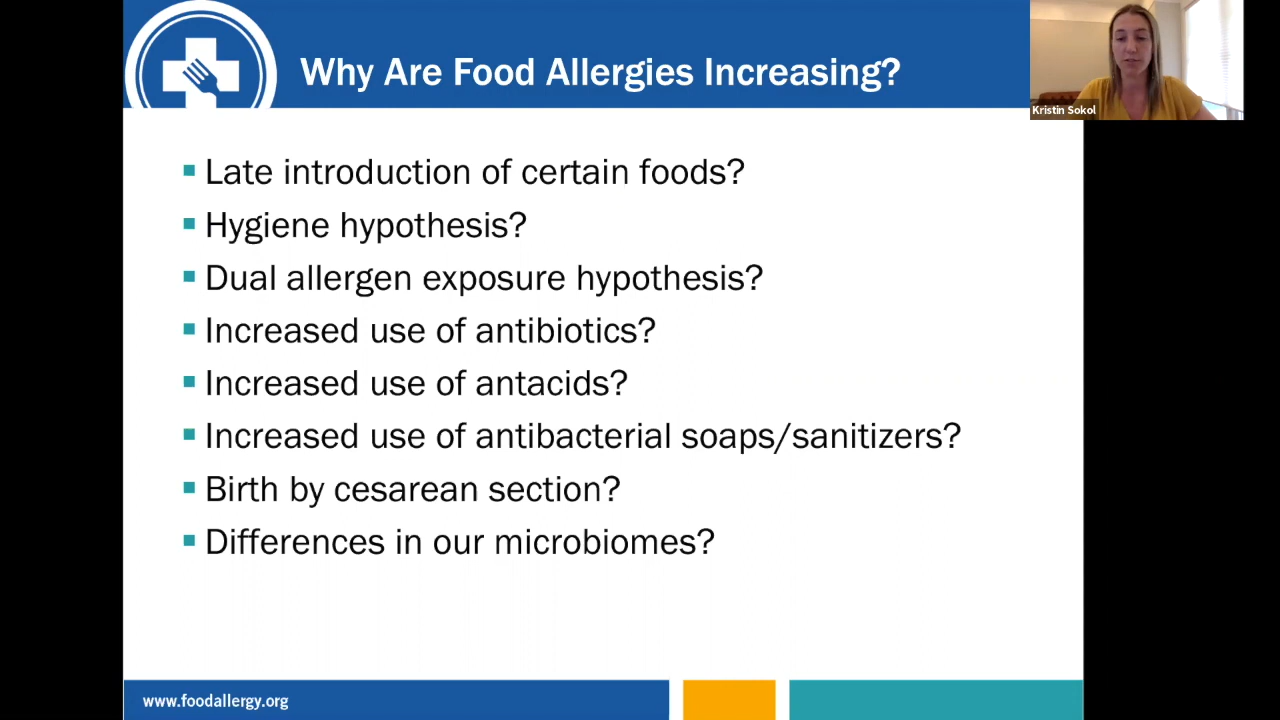 Why Are Food Allergies Increasing?
Kristin Sokol
Late introduction of certain foods?
Hygiene hypothesis?
Dual allergen exposure hypothesis?
Increased use of antibiotics?
Increased use of antacids?
Increased use of antibacterial soaps/sanitizers?
Birth by cesarean section?
Differences in our microbiomes?
www.foodallergy.org